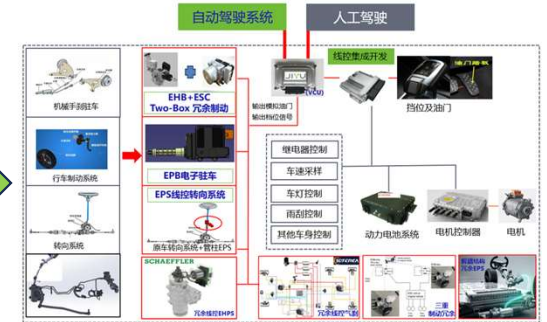 自动驾驶系统
人工驾驶
线控集成开发
油门踏板
机械手刹驻车
EHB+ESC
Two-Box 冗余制动
JIYU
(VCU)
输出模拟油门
输出档位信号
挡位及油门
行车制动系统
EPB电子驻车
继电器控制
车速采样
车灯控制
雨刮控制
其他车身控制
EPS线控转向系统
原车转向系统+管柱EPS
转向系统
动力电池系统
电机控制器
电机
SCHAEFFLER
冗余线控EHPS
冗余线控气刹
三重
制动冗余
冗余EPS